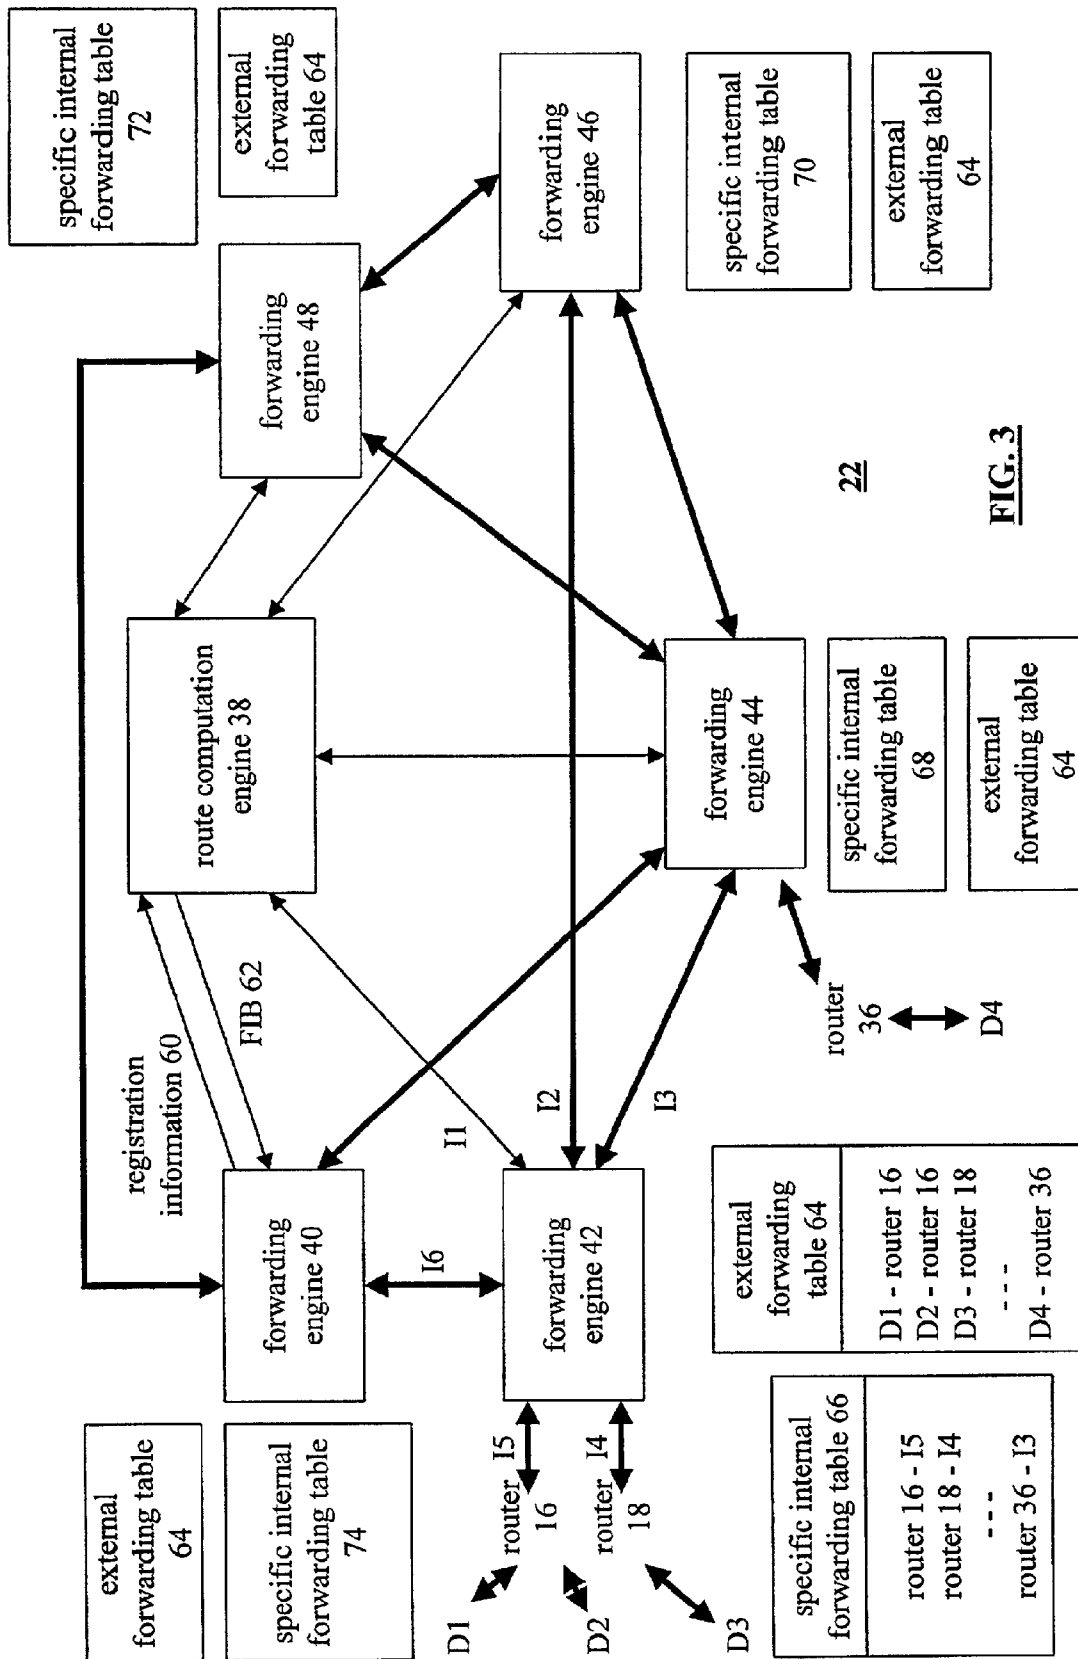 external
forwarding table
64
specific internal
forwarding table
74
registration
information 60
FIB 62
route computation
engine 38
specific internal
forwarding table
72
external
forwarding
table 64
forwarding
engine 40
forwarding
engine 48
I6
I1
D1
D2
D3
router
16
I5
router
18
I4
forwarding
engine 42
I2
I3
forwarding
engine 44
forwarding
engine 46
router
36
D4
specific internal
forwarding table 66
router 16 - I5
router 18 - I4
- - -
router 36 - I3
external
forwarding
table 64
D1 - router 16
D2 - router 16
D3 - router 18
- - -
D4 - router 36
specific internal
forwarding table
68
external
forwarding table
64
specific internal
forwarding table
70
external
forwarding table
64
22
FIG. 3